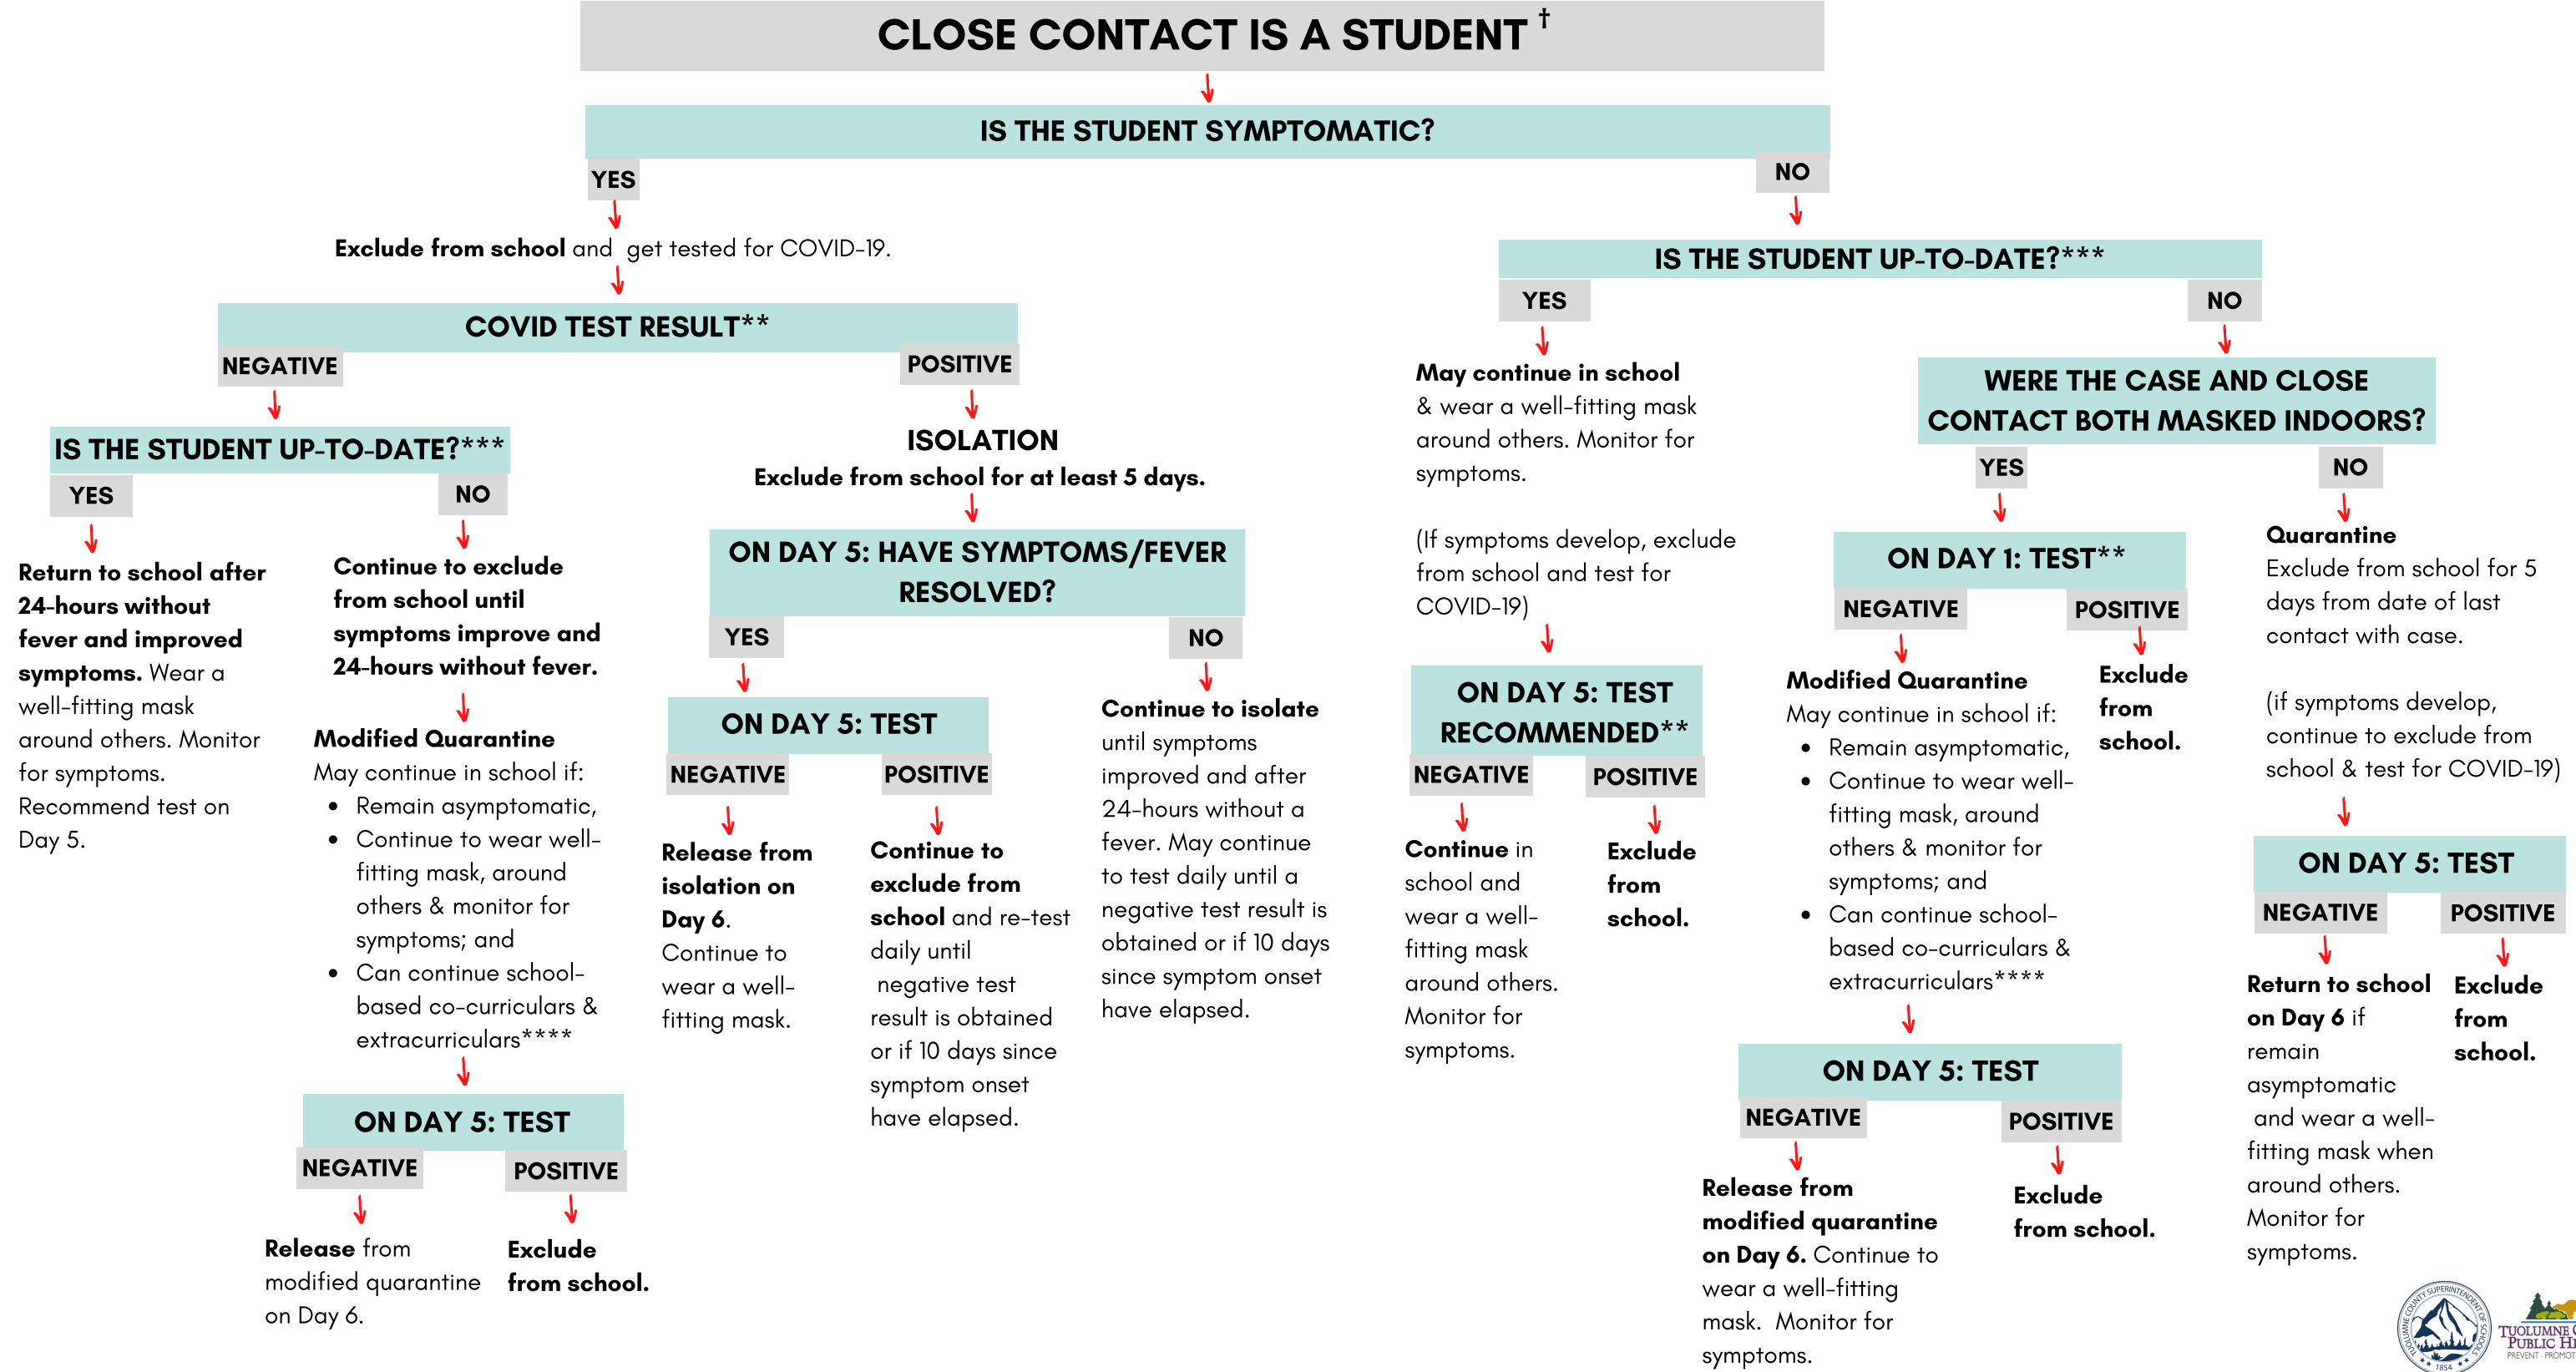 CLOSE CONTACT IS A STUDENT †
IS THE STUDENT SYMPTOMATIC?
YES
NO
Exclude from school and get tested for COVID-19.
COVID TEST RESULT**
NEGATIVE
POSITIVE
IS THE STUDENT UP-TO-DATE?***
YES
NO
Return to school after
24-hours without
fever and improved
symptoms. Wear a
well-fitting mask
around others. Monitor
for symptoms.
Recommend test on
Day 5.
Continue to exclude
from school until
symptoms improve and
24-hours without fever.
Modified Quarantine
May continue in school if:
• Remain asymptomatic,
• Continue to wear well-
fitting mask, around
others & monitor for
symptoms; and
• Can continue school-
based co-curriculars &
extracurriculars****
ON DAY 5: TEST
NEGATIVE
POSITIVE
Release from
modified quarantine
on Day 6.
Exclude
from school.
ISOLATION
Exclude from school for at least 5 days.
ON DAY 5: HAVE SYMPTOMS/FEVER
RESOLVED?
YES
NO
ON DAY 5: TEST
NEGATIVE
POSITIVE
Release from
isolation on
Day 6.
Continue to
wear a well-
fitting mask.
Continue to
exclude from
school and re-test
daily until
negative test
result is obtained
or if 10 days since
symptom onset
have elapsed.
Continue to isolate
until symptoms
improved and after
24-hours without a
fever. May continue
to test daily until a
negative test result is
obtained or if 10 days
since symptom onset
have elapsed.
IS THE STUDENT UP-TO-DATE?***
YES
NO
May continue in school
& wear a well-fitting mask
around others. Monitor for
symptoms.
(If symptoms develop, exclude
from school and test for
COVID-19)
ON DAY 5: TEST
RECOMMENDED**
NEGATIVE
POSITIVE
Continue in
school and
wear a well-
fitting mask
around others.
Monitor for
symptoms.
Exclude
from
school.
WERE THE CASE AND CLOSE
CONTACT BOTH MASKED INDOORS?
YES
NO
ON DAY 1: TEST**
NEGATIVE
POSITIVE
Modified Quarantine
May continue in school if:
• Remain asymptomatic,
• Continue to wear well-
fitting mask, around
others & monitor for
symptoms; and
• Can continue school-
based co-curriculars &
extracurriculars****
Exclude
from
school.
ON DAY 5: TEST
NEGATIVE
POSITIVE
Release from
modified quarantine
on Day 6. Continue to
wear a well-fitting
mask. Monitor for
symptoms.
Exclude
from school.
Quarantine
Exclude from school for 5
days from date of last
contact with case.
(if symptoms develop,
continue to exclude from
school & test for COVID-19)
ON DAY 5: TEST
NEGATIVE
POSITIVE
Return to school
on Day 6 if
remain
asymptomatic
and wear a well-
fitting mask when
around others.
Monitor for
symptoms.
Exclude
from
school.
TUOLUMNE COUNTY SUPERINTENDENT OF SCHOOLS
1854
TUOLUMNE
PUBLIC
PREVENT · PROMOT